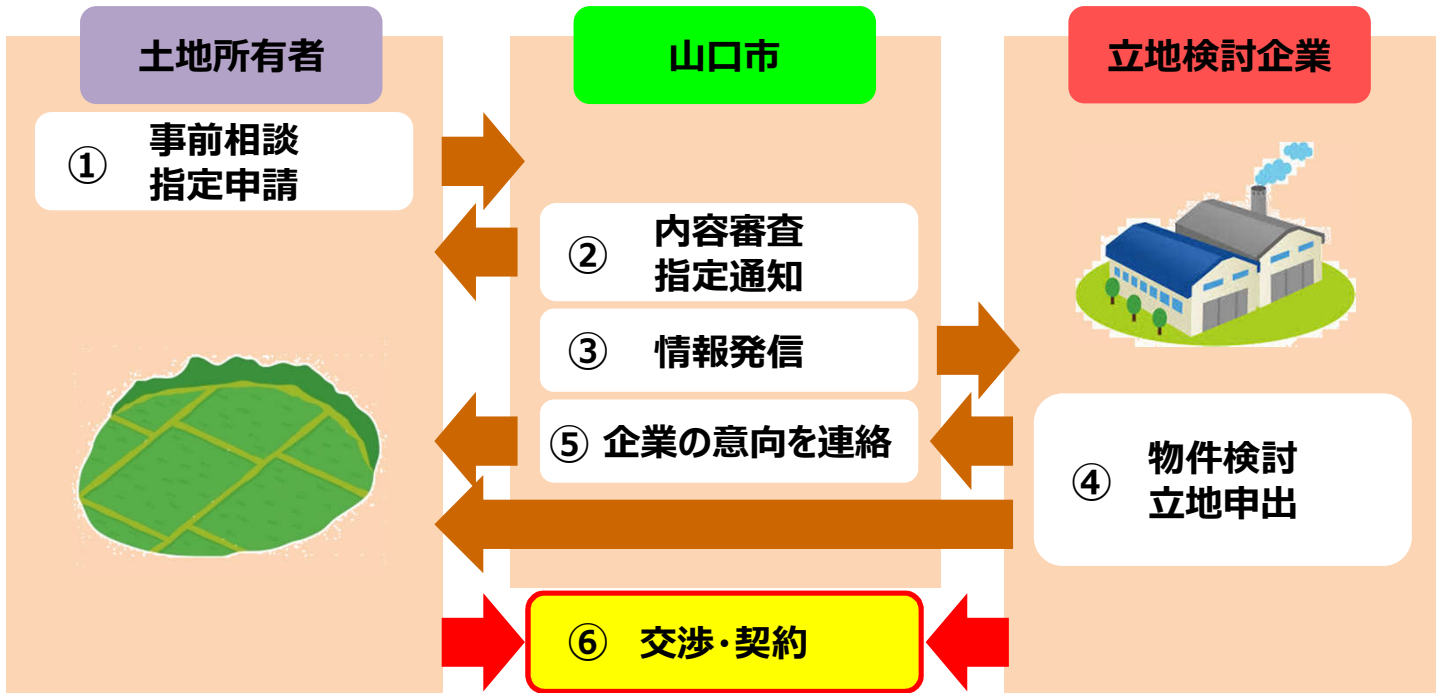 土地所有者
山口市
立地検討企業
① 事前相談
指定申請
② 内容審査
指定通知
③ 情報発信
⑤ 企業の意向を連絡
④ 物件検討
立地申出
⑥ 交渉・契約